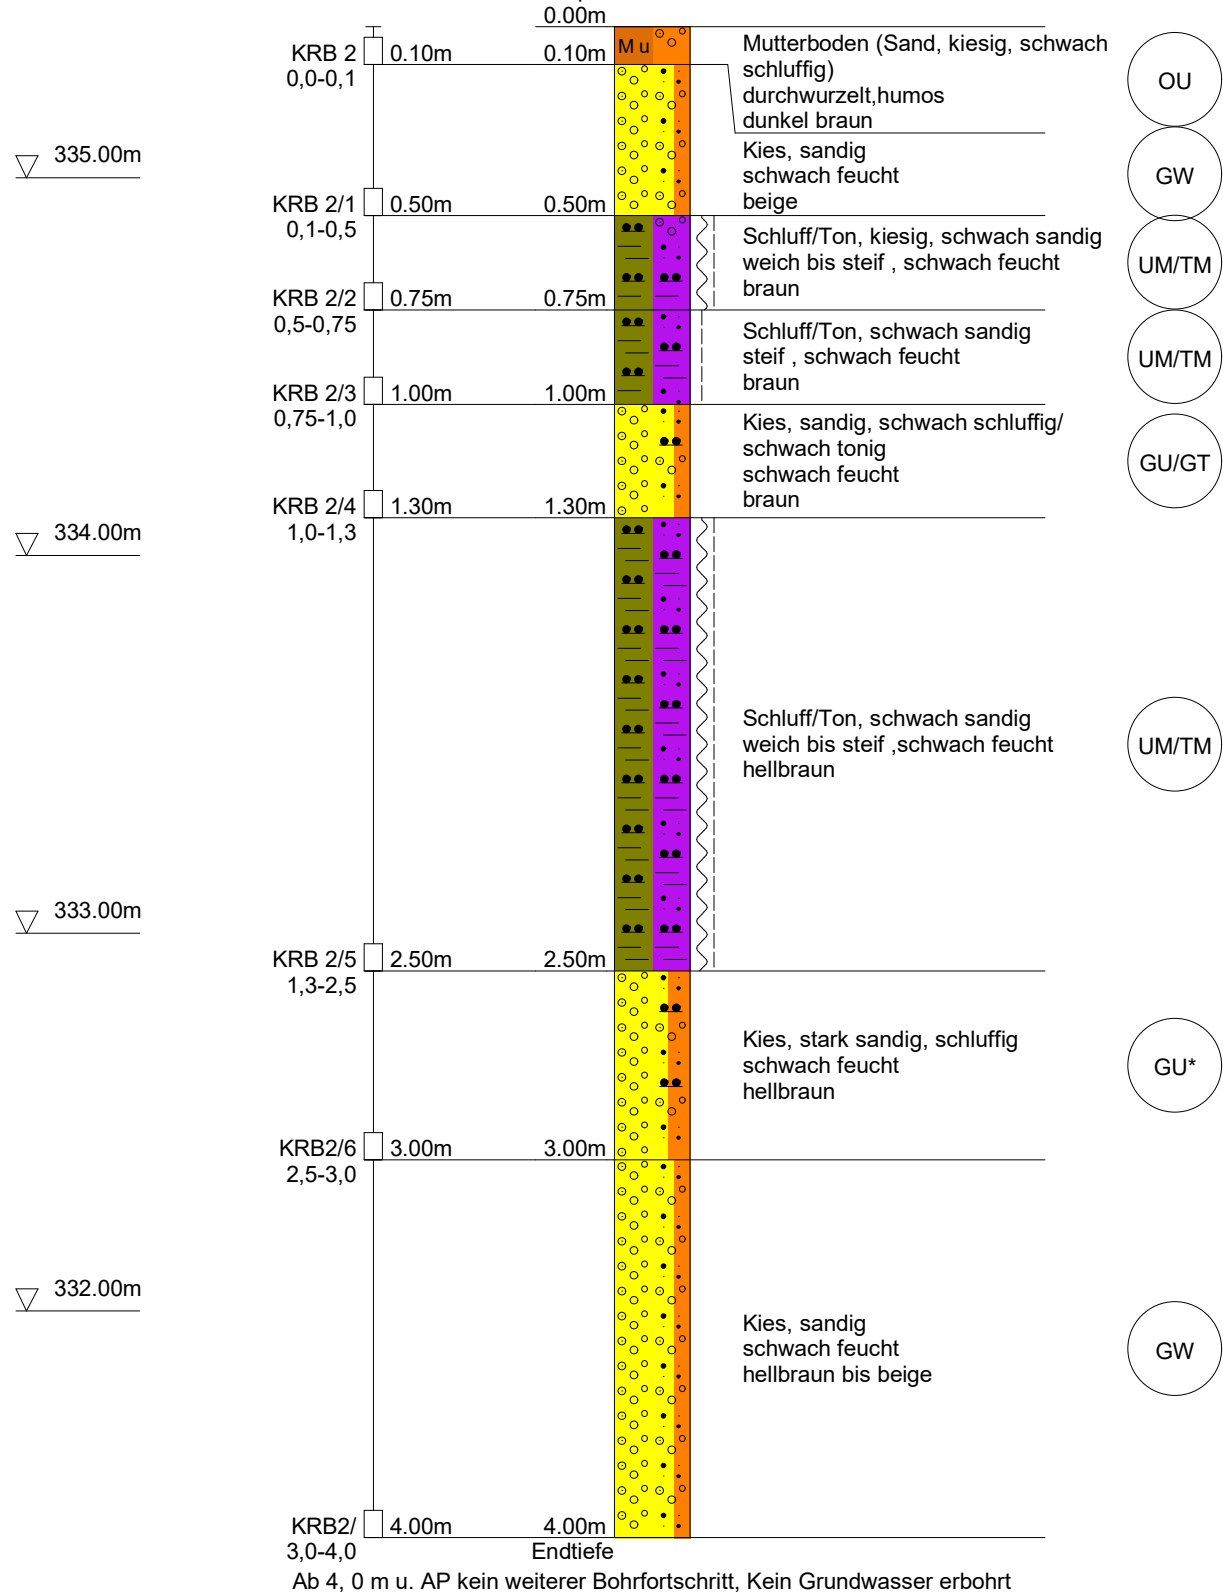 0.00m
KRB 2
0,0-0,1
0.10m
0.10m
Mu
Mutterboden (Sand, kiesig, schwach
schluffig)
durchwurzelt,humos
dunkel braun
OU
335.00m
Kies, sandig
schwach feucht
beige
GW
KRB 2/1
0,1-0,5
0.50m
0.50m
Schluff/Ton, kiesig, schwach sandig
weich bis steif , schwach feucht
braun
UM/TM
KRB 2/2
0,5-0,75
0.75m
0.75m
Schluff/Ton, schwach sandig
steif , schwach feucht
braun
UM/TM
KRB 2/3
0,75-1,0
1.00m
1.00m
Kies, sandig, schwach schluffig/
schwach tonig
schwach feucht
braun
GU/GT
KRB 2/4
1,0-1,3
1.30m
1.30m
334.00m
Schluff/Ton, schwach sandig
weich bis steif ,schwach feucht
hellbraun
UM/TM
333.00m
KRB 2/5
1,3-2,5
2.50m
2.50m
Kies, stark sandig, schluffig
schwach feucht
hellbraun
GU*
KRB2/6
2,5-3,0
3.00m
3.00m
332.00m
Kies, sandig
schwach feucht
hellbraun bis beige
GW
KRB2/
3,0-4,0
4.00m
4.00m
Endtiefe
Ab 4, 0 m u. AP kein weiterer Bohrfortschritt, Kein Grundwasser erbohrt